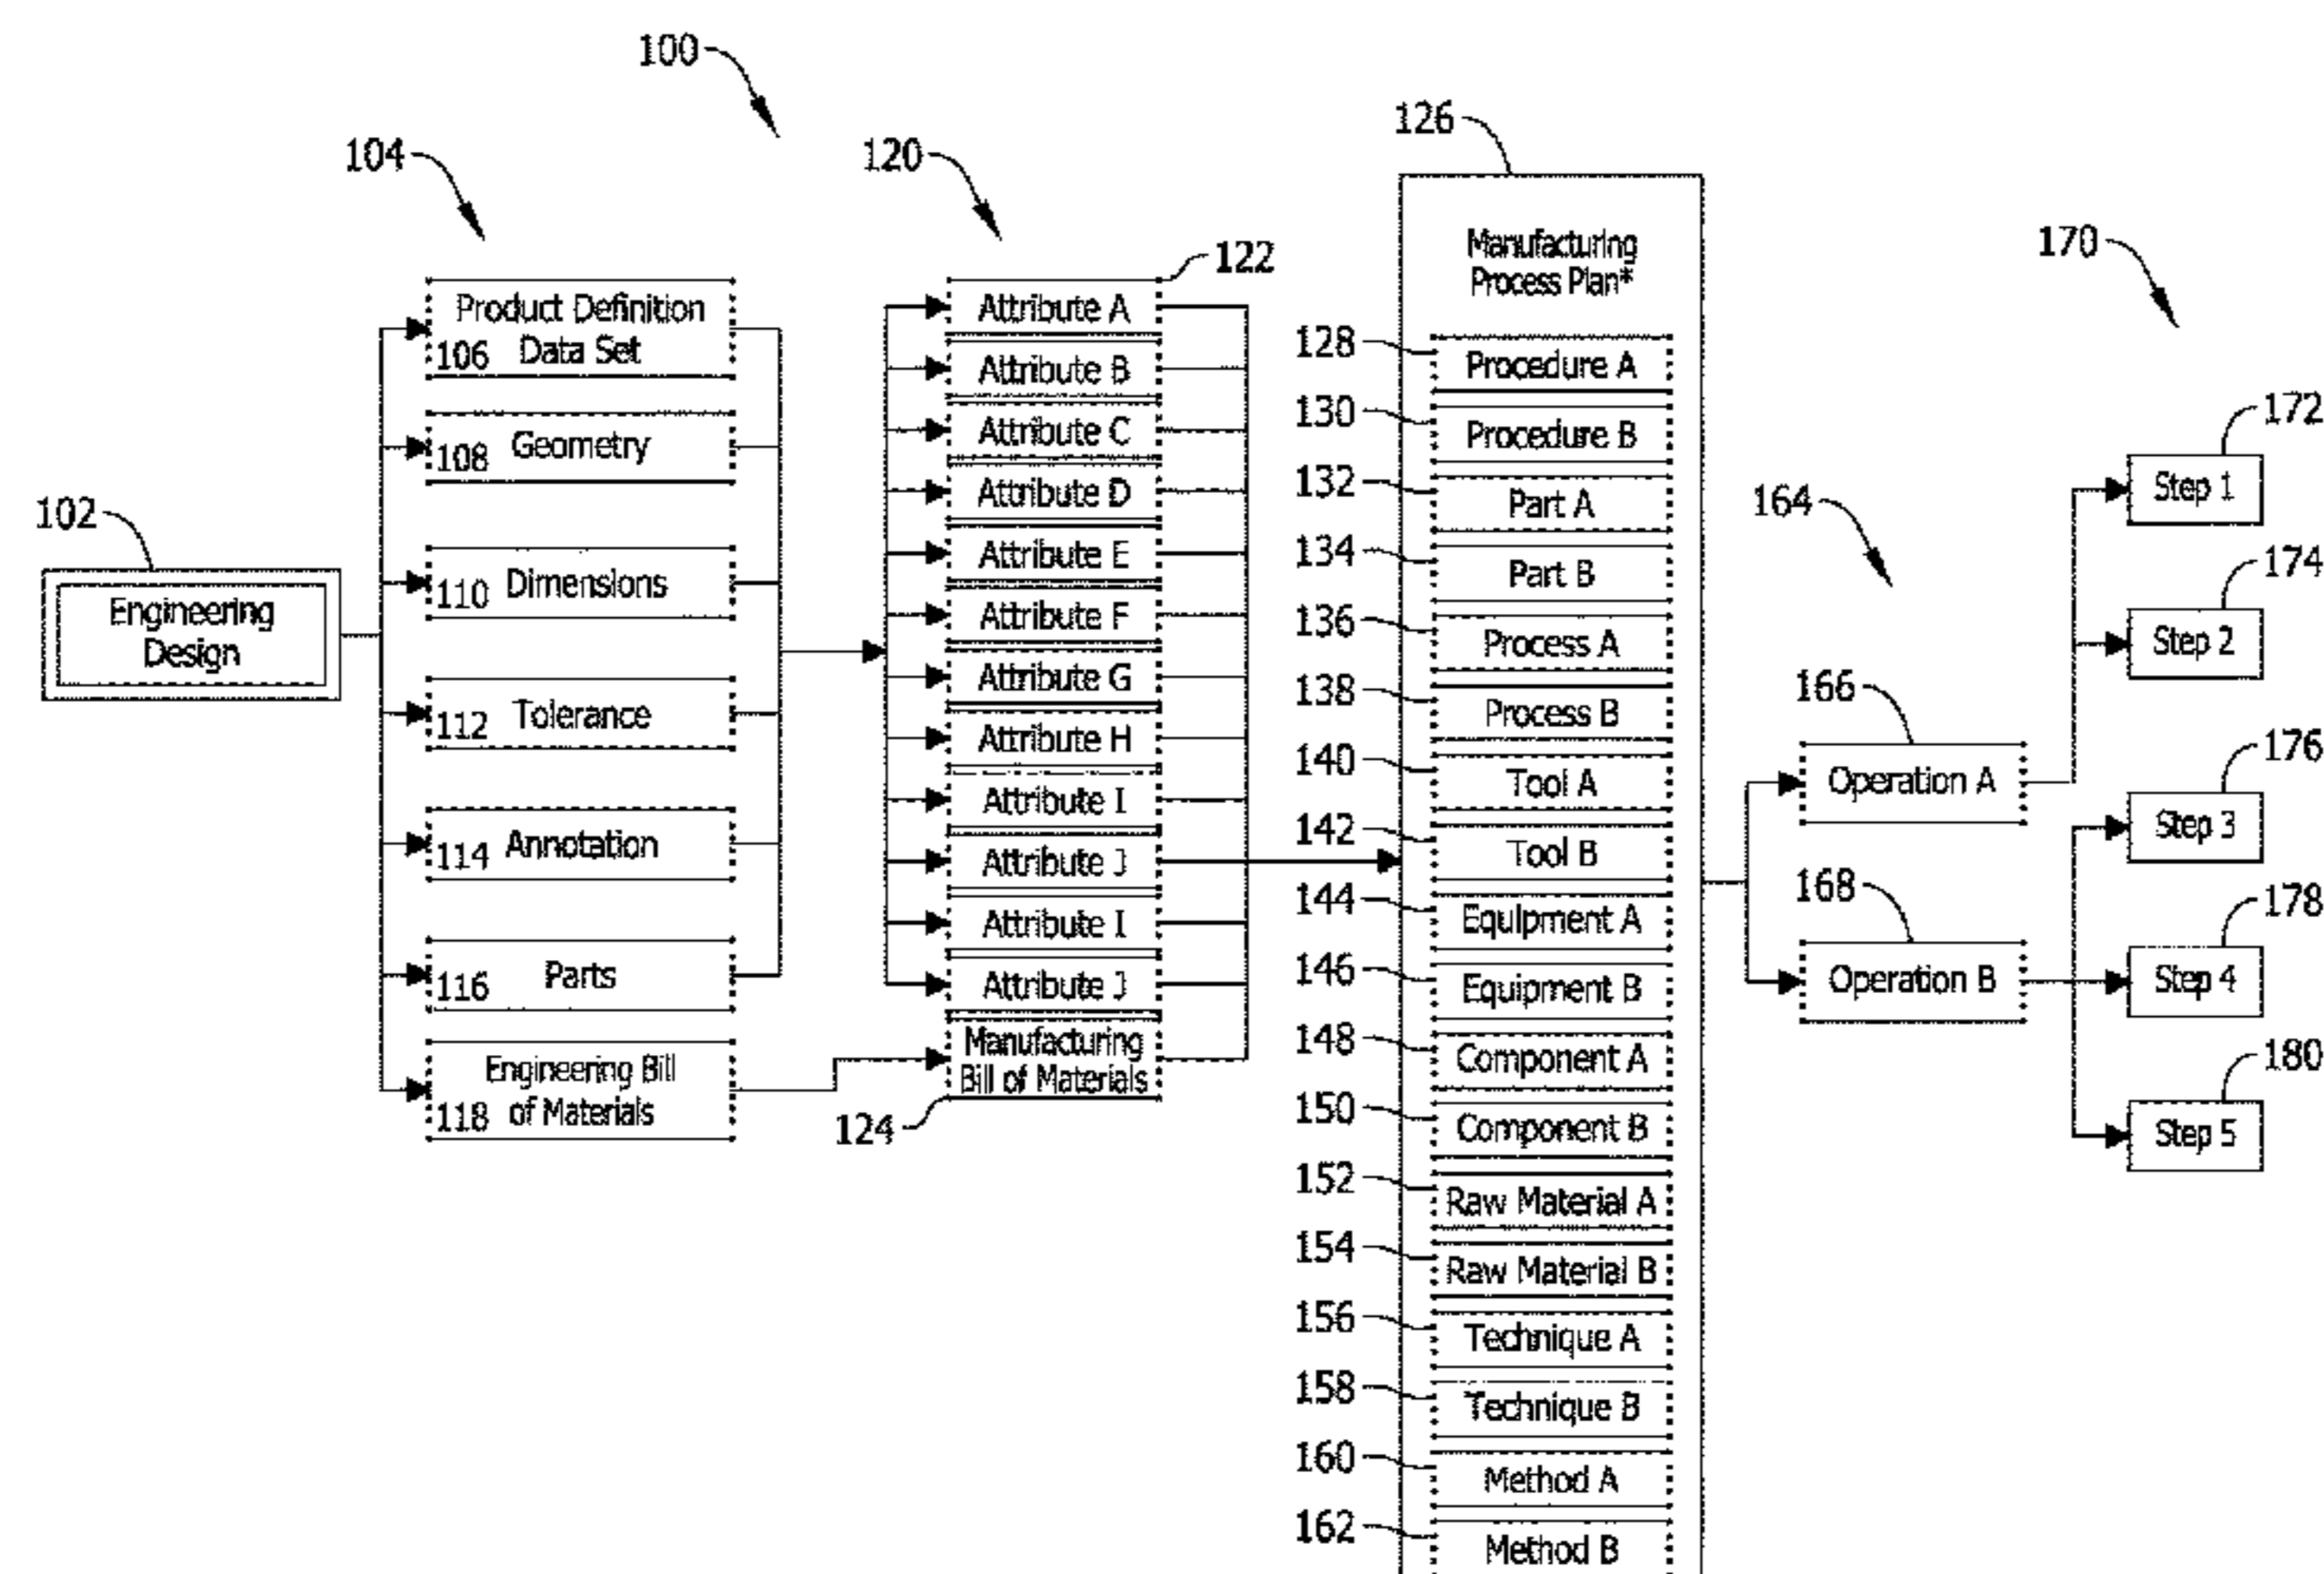 100
104
120
126
170
102
Engineering
Design
Product Definition
106 Data Set
108 Geometry
110 Dimensions
112 Tolerance
114 Annotation
116 Parts
Engineering Bill
118 of Materials
122
Attribute A
Attribute B
Attribute C
Attribute D
Attribute E
Attribute F
Attribute G
Attribute H
Attribute I
Attribute J
Attribute I
Attribute J
Manufacturing
Bill of Materials
124
Manufacturing
Process Plan*
128 Procedure A
130 Procedure B
132 Part A
134 Part B
136 Process A
138 Process B
140 Tool A
142 Tool B
144 Equipment A
146 Equipment B
148 Component A
150 Component B
152 Raw Material A
154 Raw Material B
156 Technique A
158 Technique B
160 Method A
162 Method B
164
166
Operation A
168
Operation B
172
Step 1
174
Step 2
176
Step 3
178
Step 4
180
Step 5